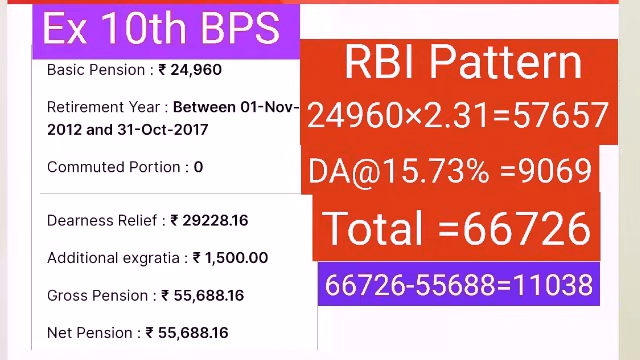 Ex 10th BPS
Basic Pension : ₹ 24,960
Retirement Year : Between 01-Nov-
2012 and 31-Oct-2017
Commuted Portion : 0
Dearness Relief : ₹ 29228.16
Additional exgratia : ₹ 1,500.00
Gross Pension : ₹ 55,688.16
Net Pension : ₹ 55,688.16
RBI Pattern
24960×2.31=57657
DA@15.73% =9069
Total =66726
66726-55688=11038